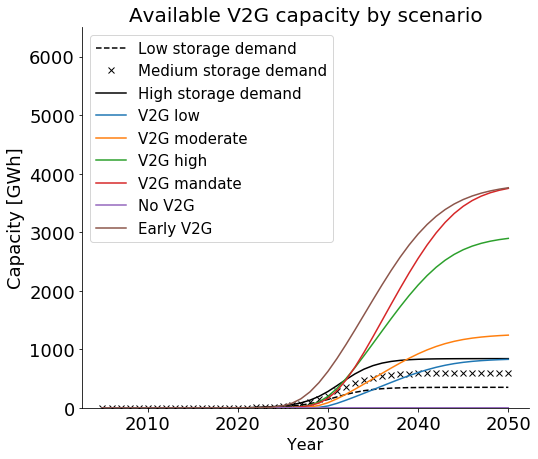 Available V2G capacity by scenario
Low storage demand
Medium storage demand
High storage demand
V2G low
V2G moderate
V2G high
V2G mandate
No V2G
Early V2G
Capacity [GWh]
6000
5000
4000
3000
2000
1000
0
2010 2020 2030 2040 2050
Year